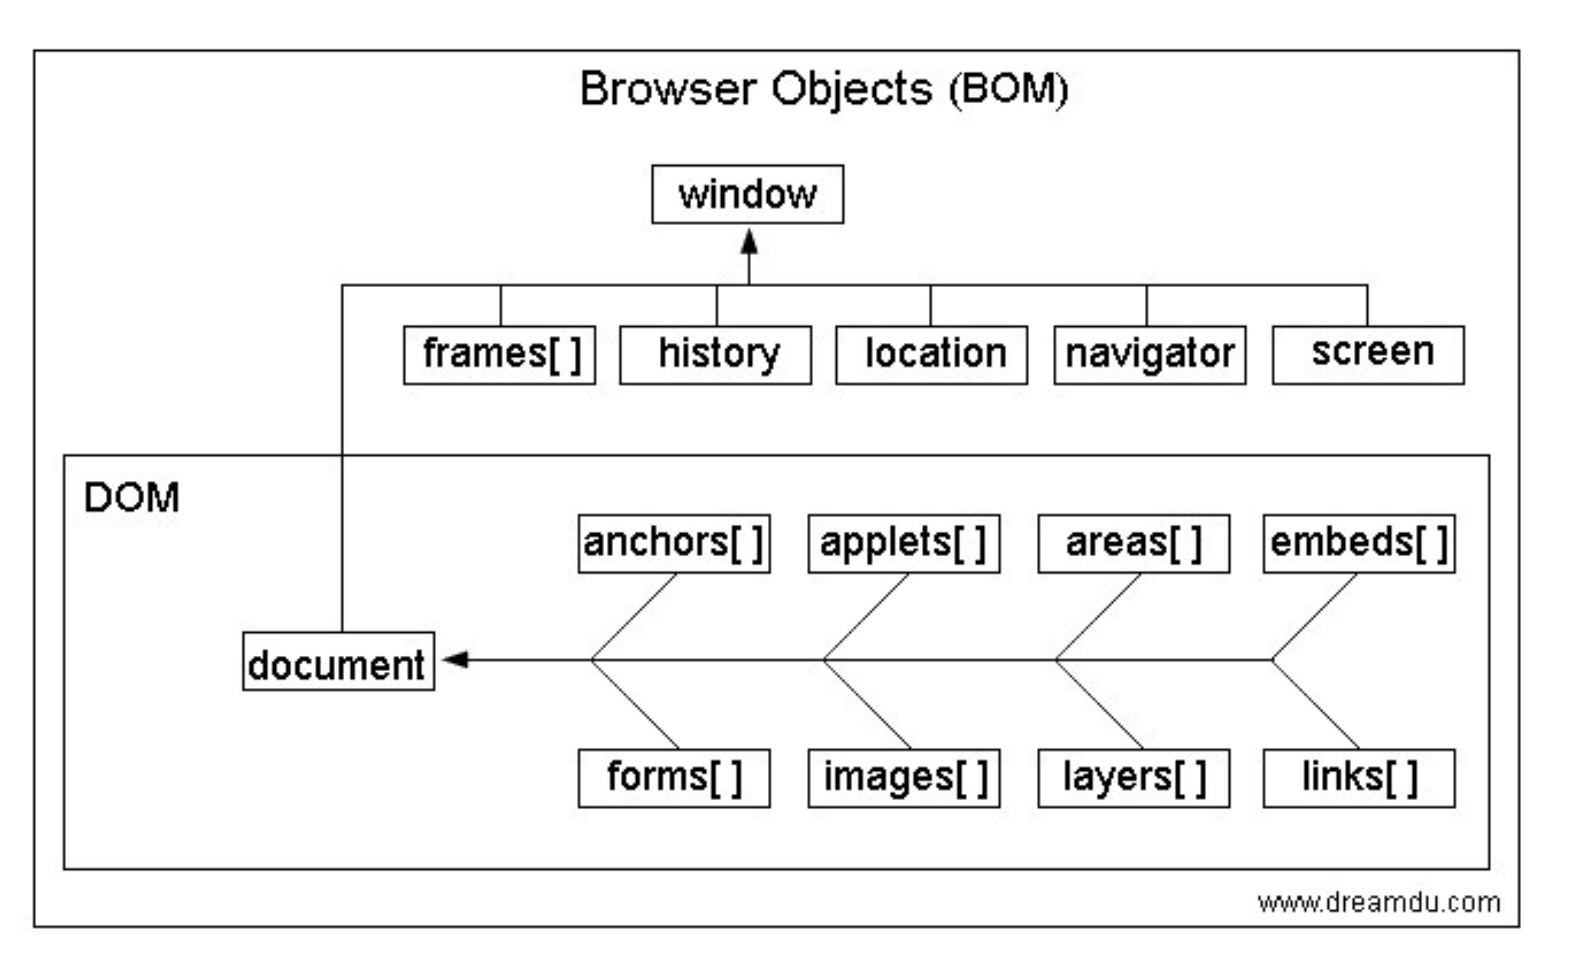 Browser Objects (BOM)
window
frames[ ]
history
location
navigator
screen
DOM
anchors[ ]
applets[ ]
areas[ ]
embeds[ ]
document
forms[ ]
images[ ]
layers[ ]
links[ ]
www.dreamdu.com